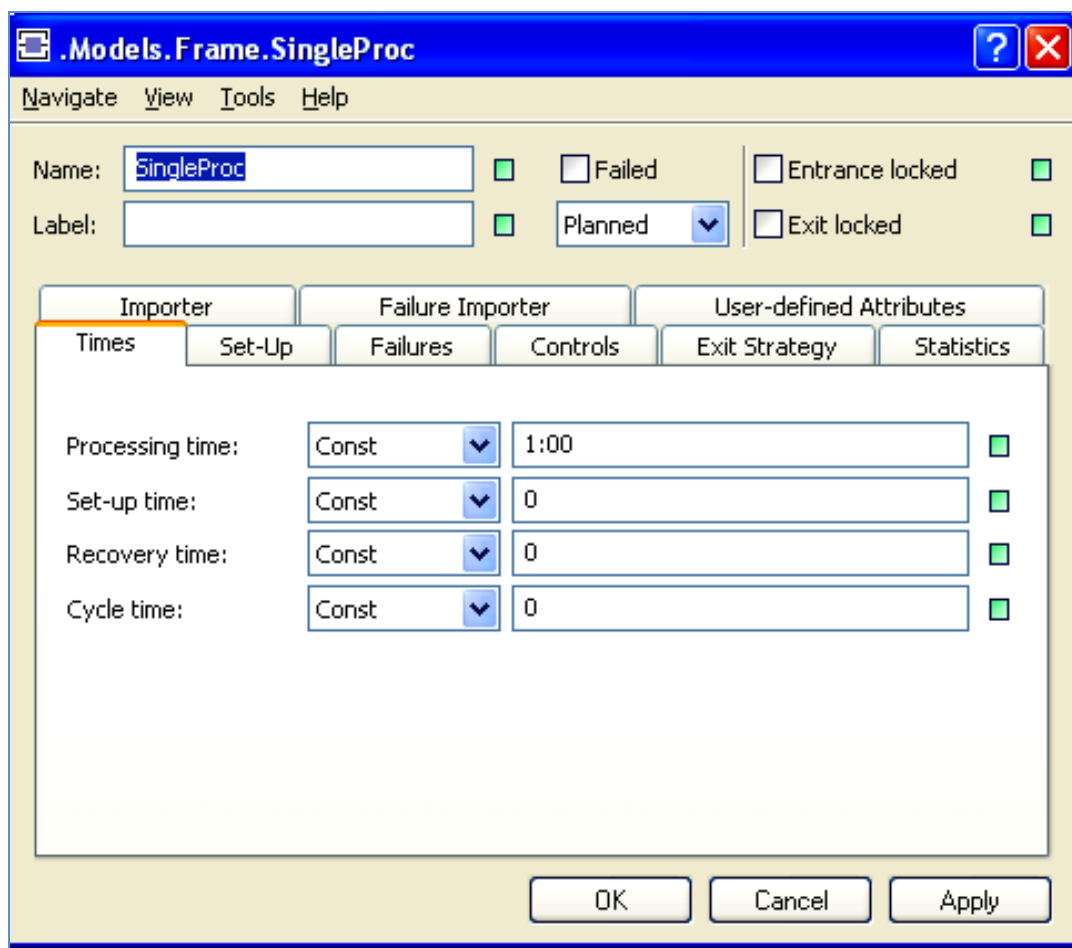 .Models.Frame.SingleProc ?
Navigate View Tools Help
Name: SingleProc Failed Entrance locked
Label: Planned Exit locked
Importer Failure Importer User-defined Attributes
Times Set-Up Failures Controls Exit Strategy Statistics
Processing time: Const 1:00
Set-up time: Const 0
Recovery time: Const 0
Cycle time: Const 0
OK Cancel Apply